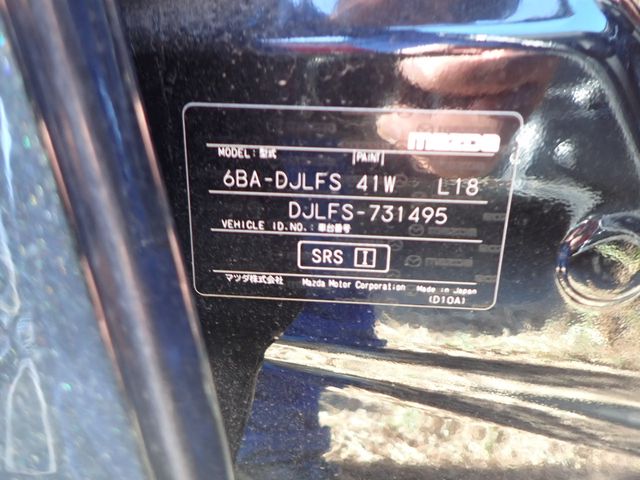 mazda
MODEL:型式 PAINT
6BA-DJLFS 41W L18
DJLFS-731495
VEHICLE ID.NO.:車台番号
SRS I
マツダ株式会社 Mazda Motor Corporation Made in Japan
(D10A)